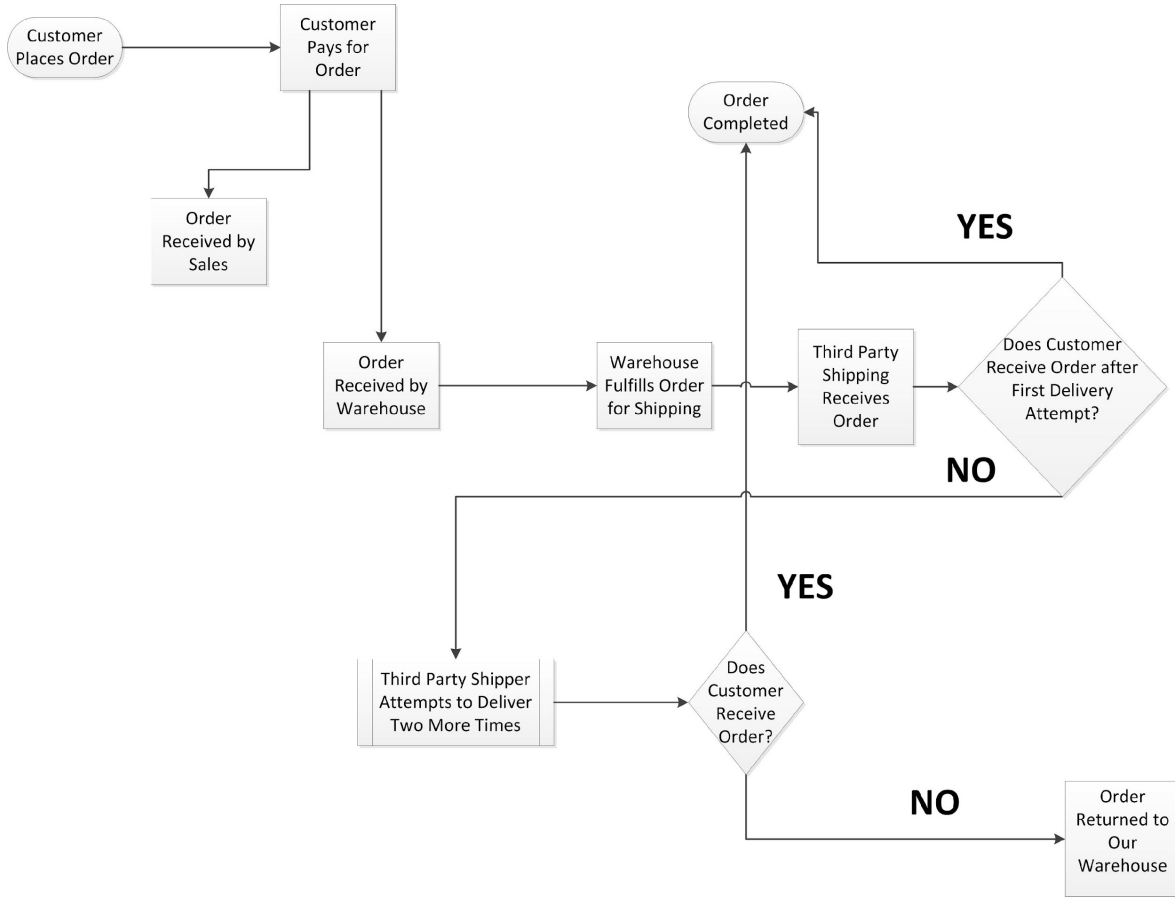 Customer
Places Order
Customer
Pays for
Order
Order
Completed
Order
Received by
Sales
YES
Order
Received by
Warehouse
Warehouse
Fulfills Order
for Shipping
Third Party
Shipping
Receives
Order
Does Customer
Receive Order after
First Delivery
Attempt?
NO
YES
Third Party Shipper
Attempts to Deliver
Two More Times
Does
Customer
Receive
Order?
NO
Order
Returned to
Our
Warehouse